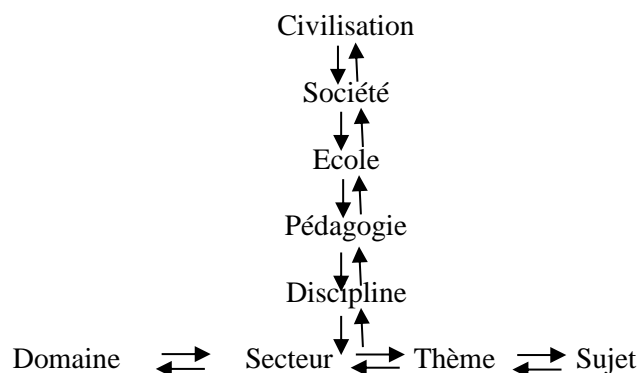 Civilisation
Société
Ecole
Pédagogie
Discipline
Domaine Secteur Thème Sujet